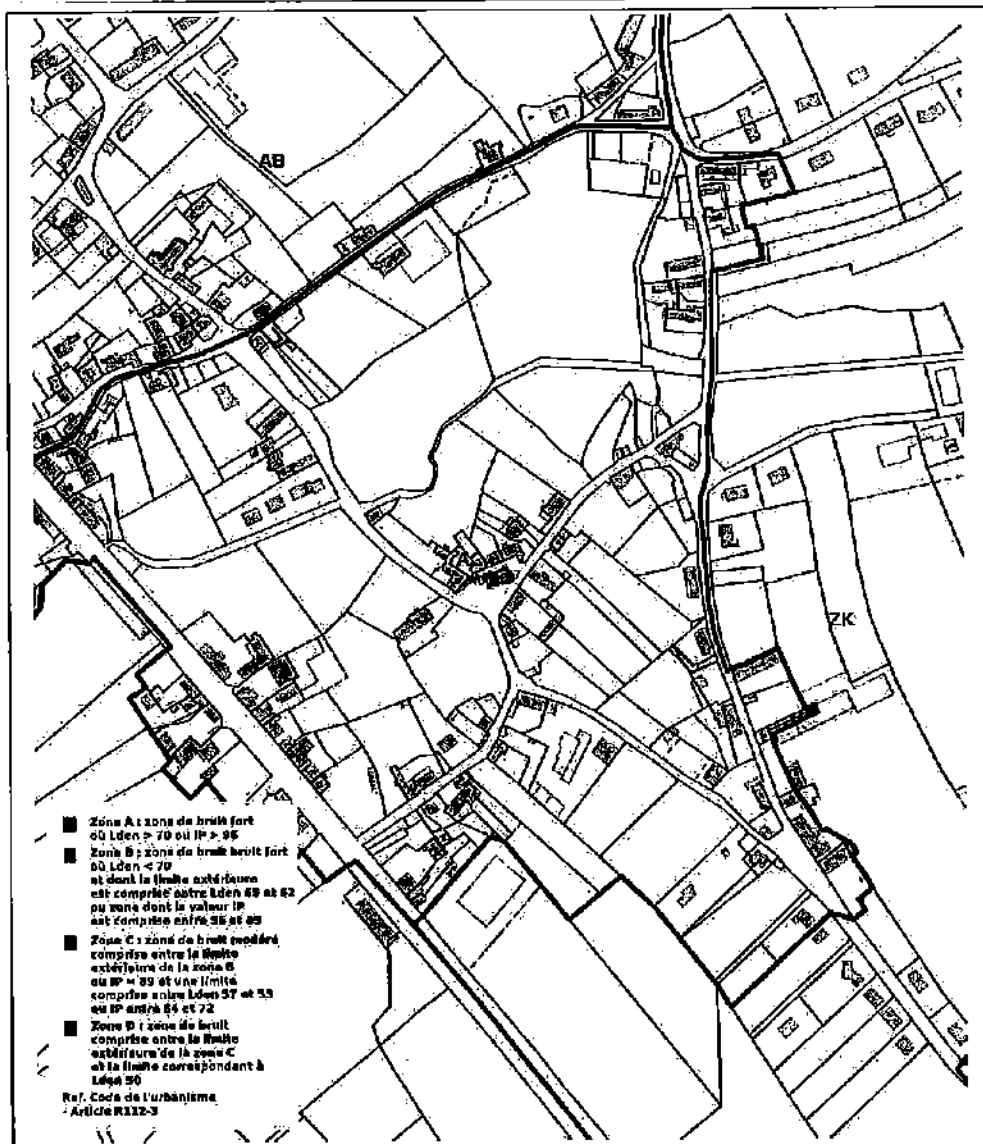 AB
ZK
Zone A : zone de bruit fort
où Lden > 70 ou IP > 96
Zone B : zone de bruit bruit fort
où Lden < 70
et dont la limite extérieure
est comprise entre Lden 65 et 62
ou zone dont la valeur IP
est comprise entre 96 et 89
Zone C : zone de bruit modéré
comprise entre la limite
extérieure de la zone B
ou IP = 89 et une limite
comprise entre Lden 57 et 55
ou IP entre 84 et 72
Zone D : zone de bruit
comprise entre la limite
extérieure de la zone C
et la limite correspondant à
Lden 50
Ref. Code de l'urbanisme
- Article R112-3